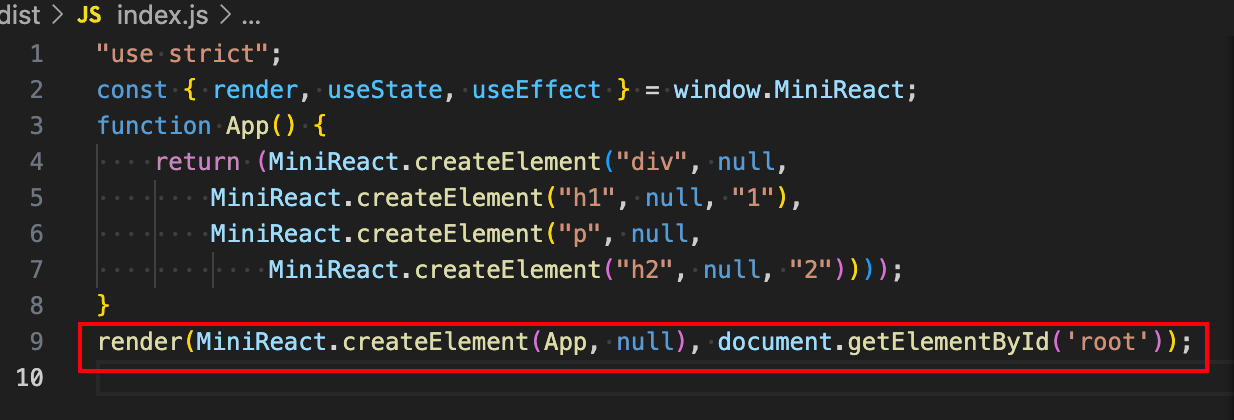 dist > JS index.js > ...
1 "use strict";
2 const { render, useState, useEffect } = window.MiniReact;
3 function App() {
4     return (MiniReact.createElement("div", null,
5         MiniReact.createElement("h1", null, "1"),
6         MiniReact.createElement("p", null,
7             MiniReact.createElement("h2", null, "2"))));
8 }
9 render(MiniReact.createElement(App, null), document.getElementById('root'));
10